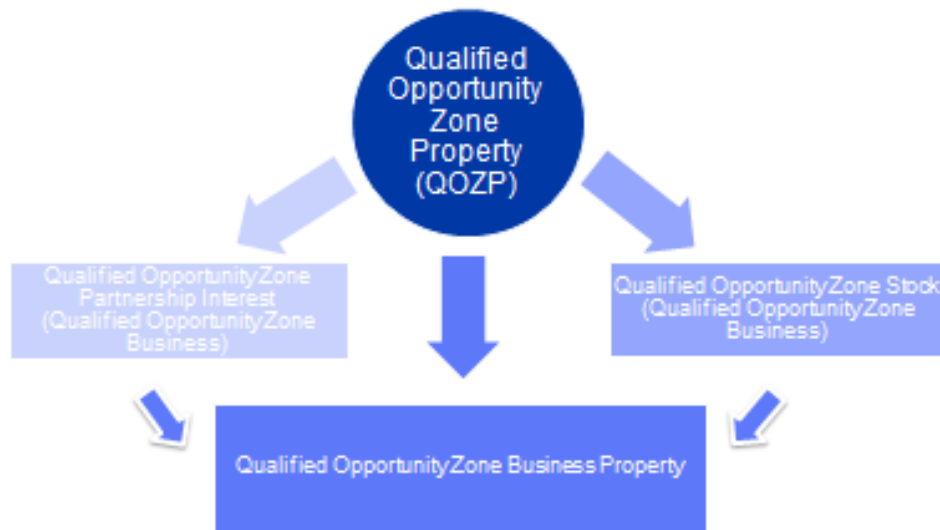 Qualified
Opportunity
Zone
Property
(QOZP)
Qualified OpportunityZone
Partnership Interest
(Qualified OpportunityZone
Business)
Qualified OpportunityZone Stock
(Qualified OpportunityZone
Business)
Qualified OpportunityZone Business Property